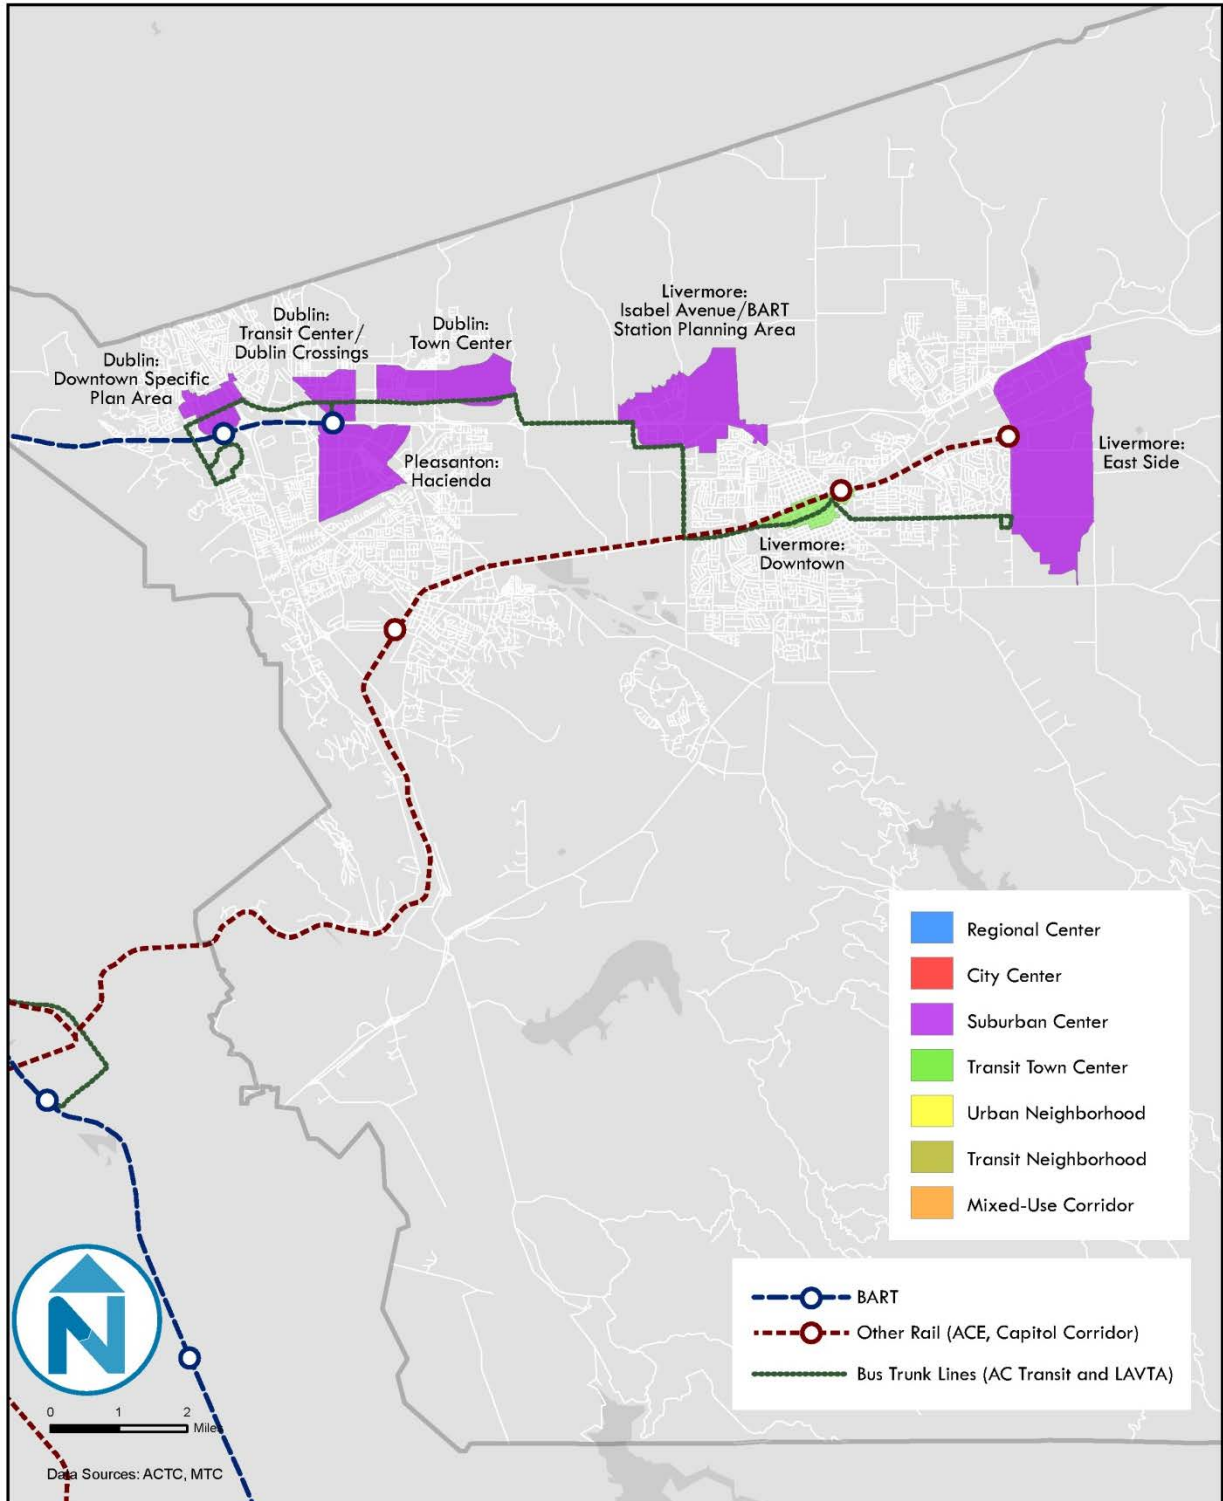 Livermore:
Isabel Avenue/BART
Station Planning Area
Dublin:
Transit Center/
Dublin Crossings
Dublin:
Town Center
Dublin:
Downtown Specific
Plan Area
Pleasanton:
Hacienda
Livermore:
East Side
Livermore:
Downtown
Regional Center
City Center
Suburban Center
Transit Town Center
Urban Neighborhood
Transit Neighborhood
Mixed-Use Corridor
BART
Other Rail (ACE, Capitol Corridor)
Bus Trunk Lines (AC Transit and LAVTA)
N
0 1 2
Miles
Data Sources: ACTC, MTC